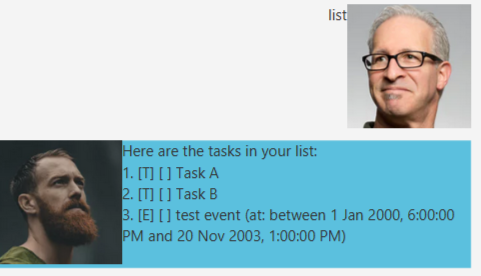 list
Here are the tasks in your list:
1. [T] [ ] Task A
2. [T] [ ] Task B
3. [E] [ ] test event (at: between 1 Jan 2000, 6:00:00
PM and 20 Nov 2003, 1:00:00 PM)